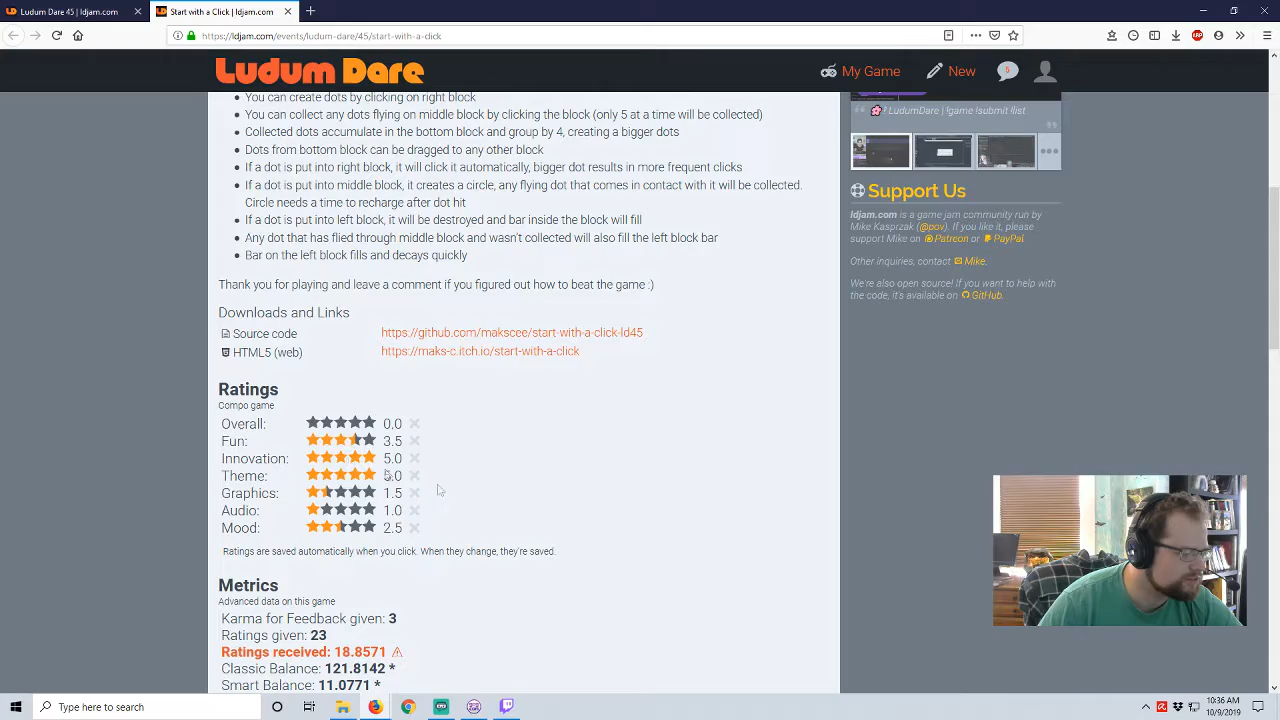 Ludum Dare 45 | ldjam.com
Start with a Click | ldjam.com
https://ldjam.com/events/ludum-dare/45/start-with-a-click
Ludum Dare
My Game
New
5
You can create dots by clicking on right block
You collect any dots flying on middle block by clicking the block (only 5 at a time will be collected)
Collected dots accumulate in the bottom block and group by 4, creating a bigger dots
Dots from bottom block can be dragged to any other block
If a dot is put into right block, it will click it automatically, bigger dot results in more frequent clicks
If a dot is put into middle block, it creates a circle, any flying dot that comes in contact with it will be collected.
Circle needs a time to recharge after dot hit
If a dot is put into left block, it will be destroyed and bar inside the block will fill
Any dot that has flied through middle block and wasn't collected will also fill the left block bar
Bar on the left block fills and decays quickly
Thank you for playing and leave a comment if you figured out how to beat the game :)
Downloads and Links
Source code https://github.com/makscee/start-with-a-click-ld45
HTML5 (web) https://maks-c.itch.io/start-with-a-click
Ratings
Compo game.
Overall: 0.0
Fun: 3.5
Innovation: 5.0
Theme: 5.0
Graphics: 1.5
Audio: 1.0
Mood: 2.5
Ratings are saved automatically when you click. When they change, they're saved.
Metrics
Advanced data on this game
Karma for Feedback given: 3
Ratings given: 23
Ratings received: 18.8571
Classic Balance: 121.8142 *
Smart Balance: 11.0771 *
? LudumDare | !game !submit !list
Support Us
ldjam.com is a game jam community run by
Mike Kasprzak (@pov). If you like it, please
support Mike on Patreon or PayPal.
Other inquiries, contact Mike.
We're also open source! If you want to help with
the code, it's available on GitHub.
Type here to search
10:36 AM
10/9/2019